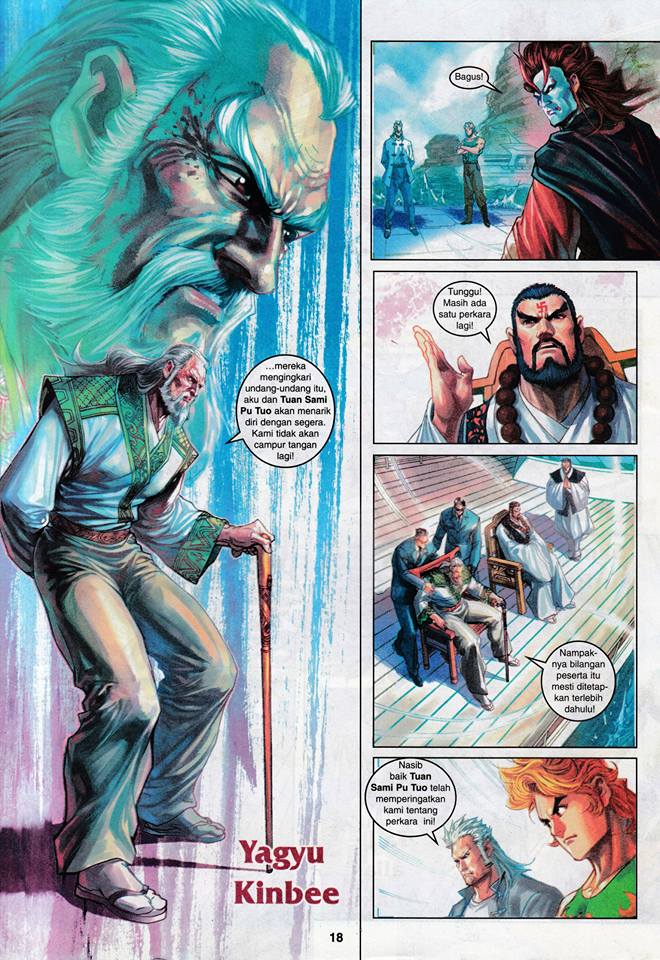 ...mereka
mengingkari
undang-undang itu,
aku dan Tuan Sami
Pu Tuo akan menarik
diri dengan segera.
Kami tidak akan
campur tangan
lagi!
Yagyu
Kinbee
Bagus!
Tunggu!
Masih ada
satu perkara
lagi!
Nampak-
nya bilangan
peserta itu
mesti ditetap-
kan terlebih
dahulu!
Nasib
baik Tuan
Sami Pu Tuo telah
memperingatkan
kami tentang
perkara ini!
18